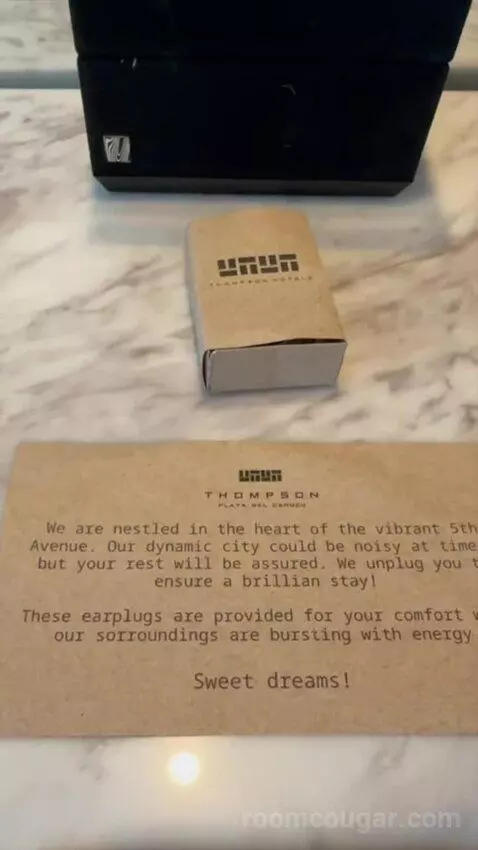 THOMPSON HOTELS
THOMPSON
PLAYA DEL CARMEN
We are nestled in the heart of the vibrant 5th
Avenue. Our dynamic city could be noisy at time
but your rest will be assured. We unplug you t
ensure a brillian stay!
These earplugs are provided for your comfort w
our sorroundings are bursting with energy
Sweet dreams!
roomcougar.com